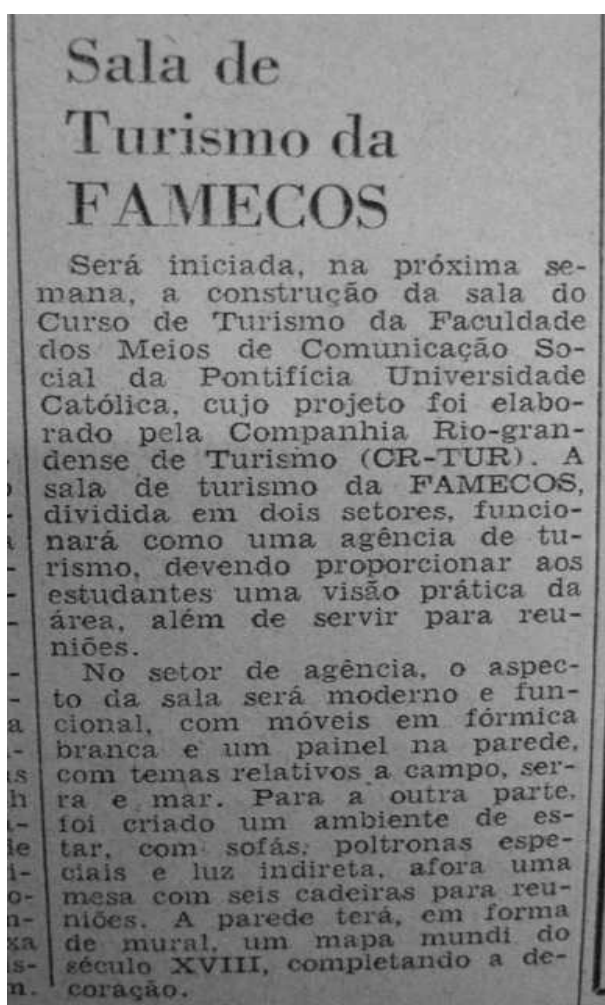 Sala de
Turismo da
FAMECOS
Será iniciada, na próxima se-
mana, a construção da sala do
Curso de Turismo da Faculdade
dos Meios de Comunicação So-
cial da Pontifícia Universidade
Católica, cujo projeto foi elabo-
rado pela Companhia Rio-gran-
dense de Turismo (CR-TUR). A
sala de turismo da FAMECOS,
dividida em dois setores, funcio-
nará como uma agência de tu-
rismo, devendo proporcionar aos
estudantes uma visão prática da
área, além de servir para reu-
niões.
No setor de agência, o aspec-
to da sala será moderno e fun-
cional, com móveis em fórmica
branca e um painel na parede,
com temas relativos a campo, ser-
ra e mar. Para a outra parte,
foi criado um ambiente de es-
tar, com sofás, poltronas espe-
ciais e luz indireta, afora uma
mesa com seis cadeiras para reu-
niões. A parede terá, em forma
de mural, um mapa mundi do
século XVIII, completando a de-
coração.